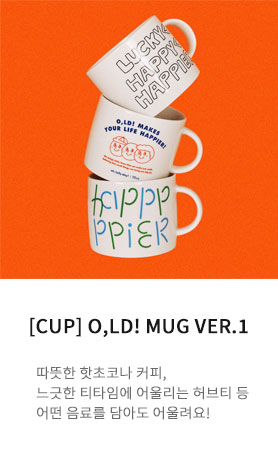 LUCKY
HAPPY
HAPPIER
O,LD! MAKES
YOUR LIFE HAPPIER!
HAPPP
PPiER
[CUP] O,LD! MUG VER.1
따뜻한 핫초코나 커피,
느긋한 티타임에 어울리는 허브티 등
어떤 음료를 담아도 어울려요!